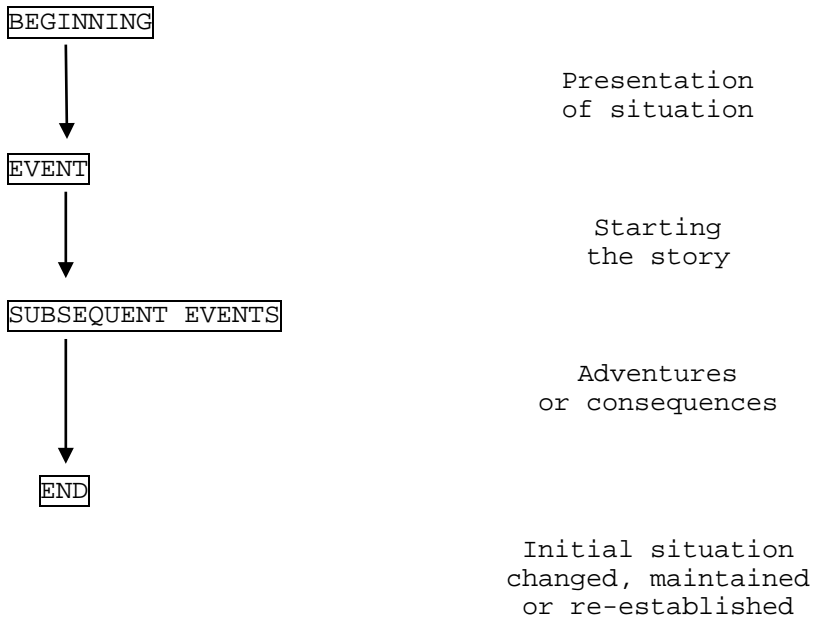 BEGINNING
Presentation
of situation
EVENT
Starting
the story
SUBSEQUENT EVENTS
Adventures
or consequences
END
Initial situation
changed, maintained
or re-established